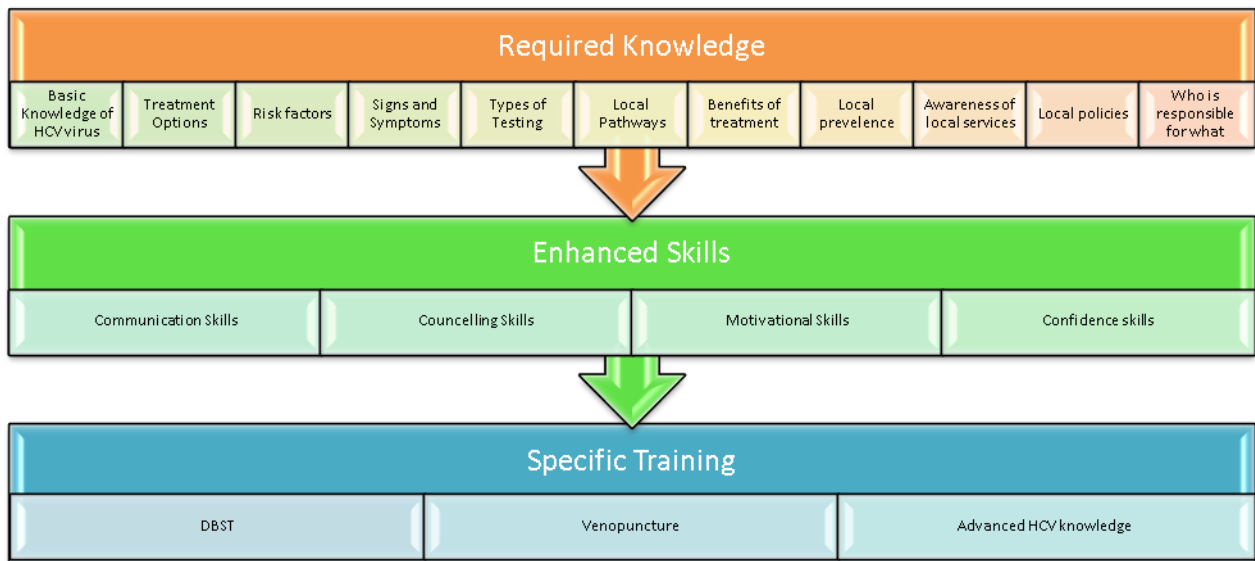 Required Knowledge
Basic
Knowledge of
HCV virus
Treatment
Options
Risk factors
Signs and
Symptoms
Types of
Testing
Local
Pathways
Benefits of
treatment
Local
prevelence
Awareness of
local services
Local policies
Who is
responsible
for what
Enhanced Skills
Communication Skills
Councelling Skills
Motivational Skills
Confidence skills
Specific Training
DBST
Venopuncture
Advanced HCV knowledge